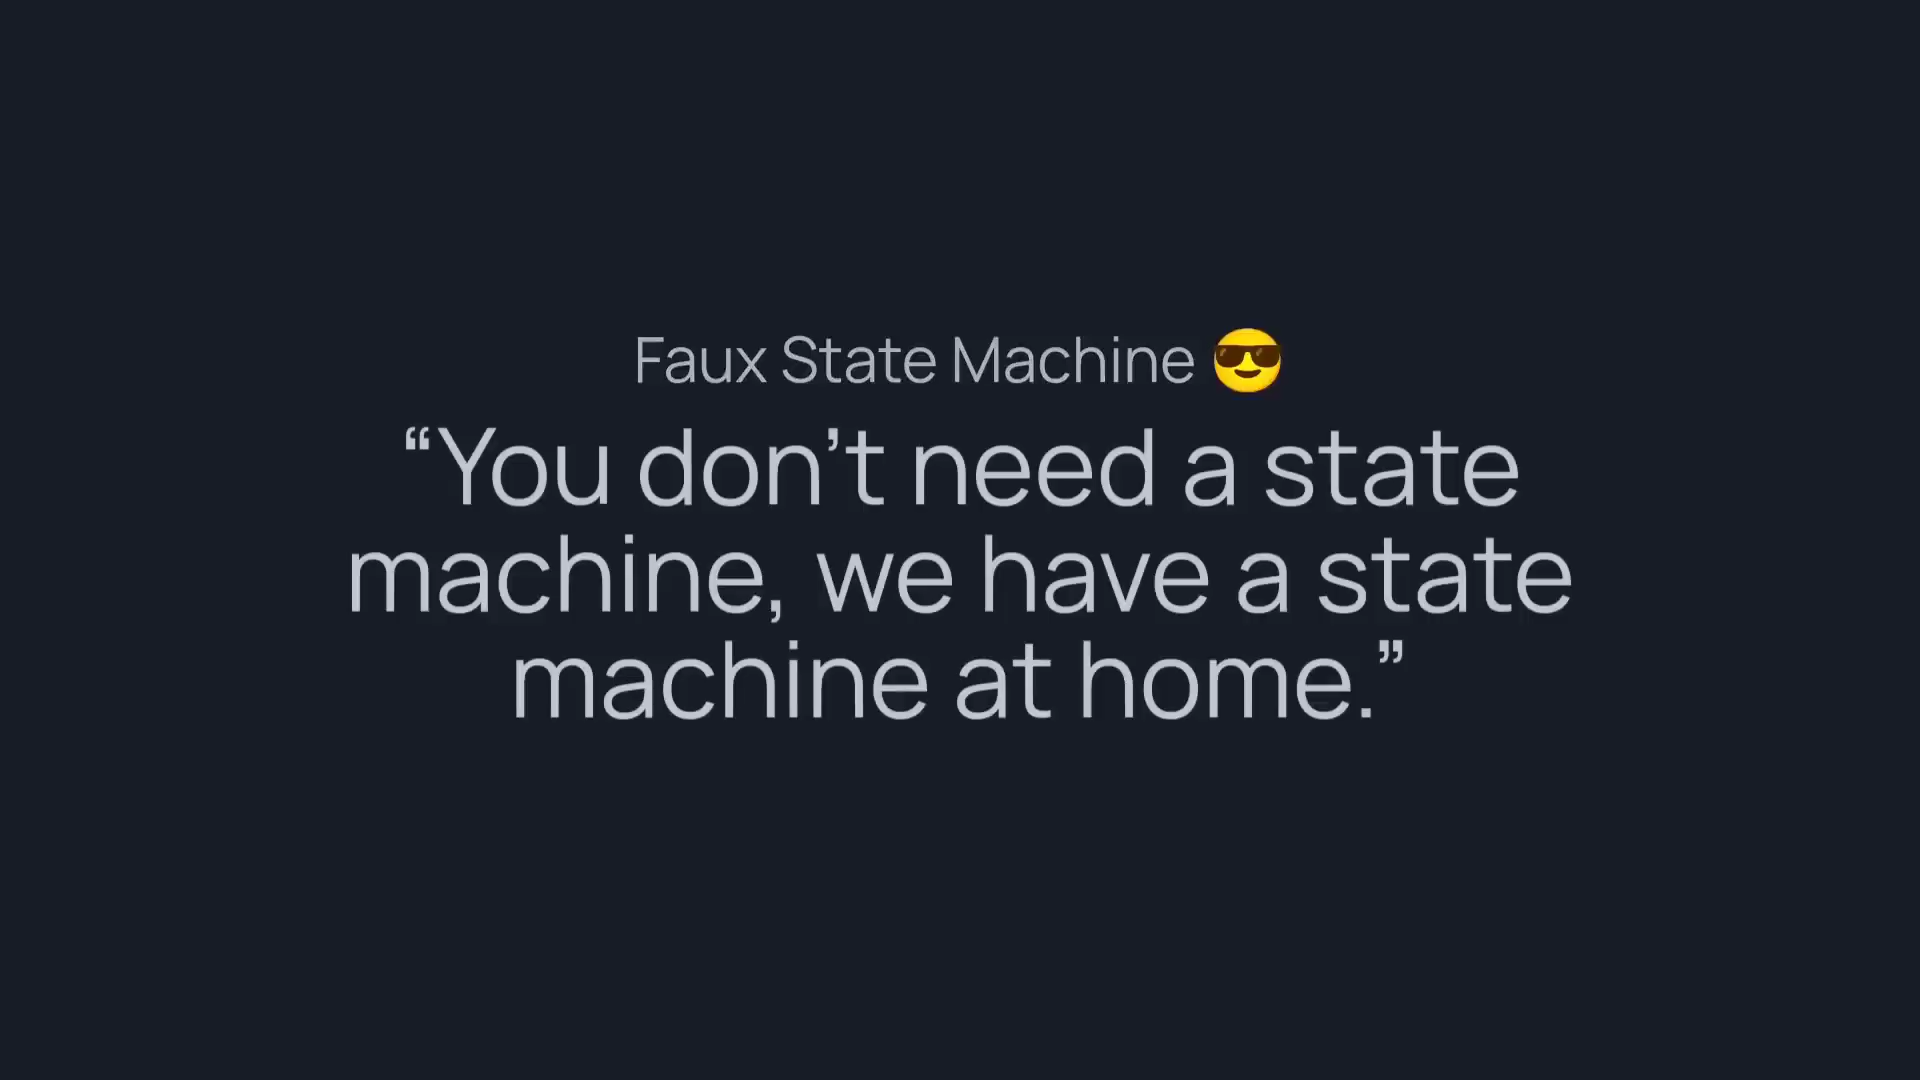 Faux State Machine 😎
“You don’t need a state
machine, we have a state
machine at home.”